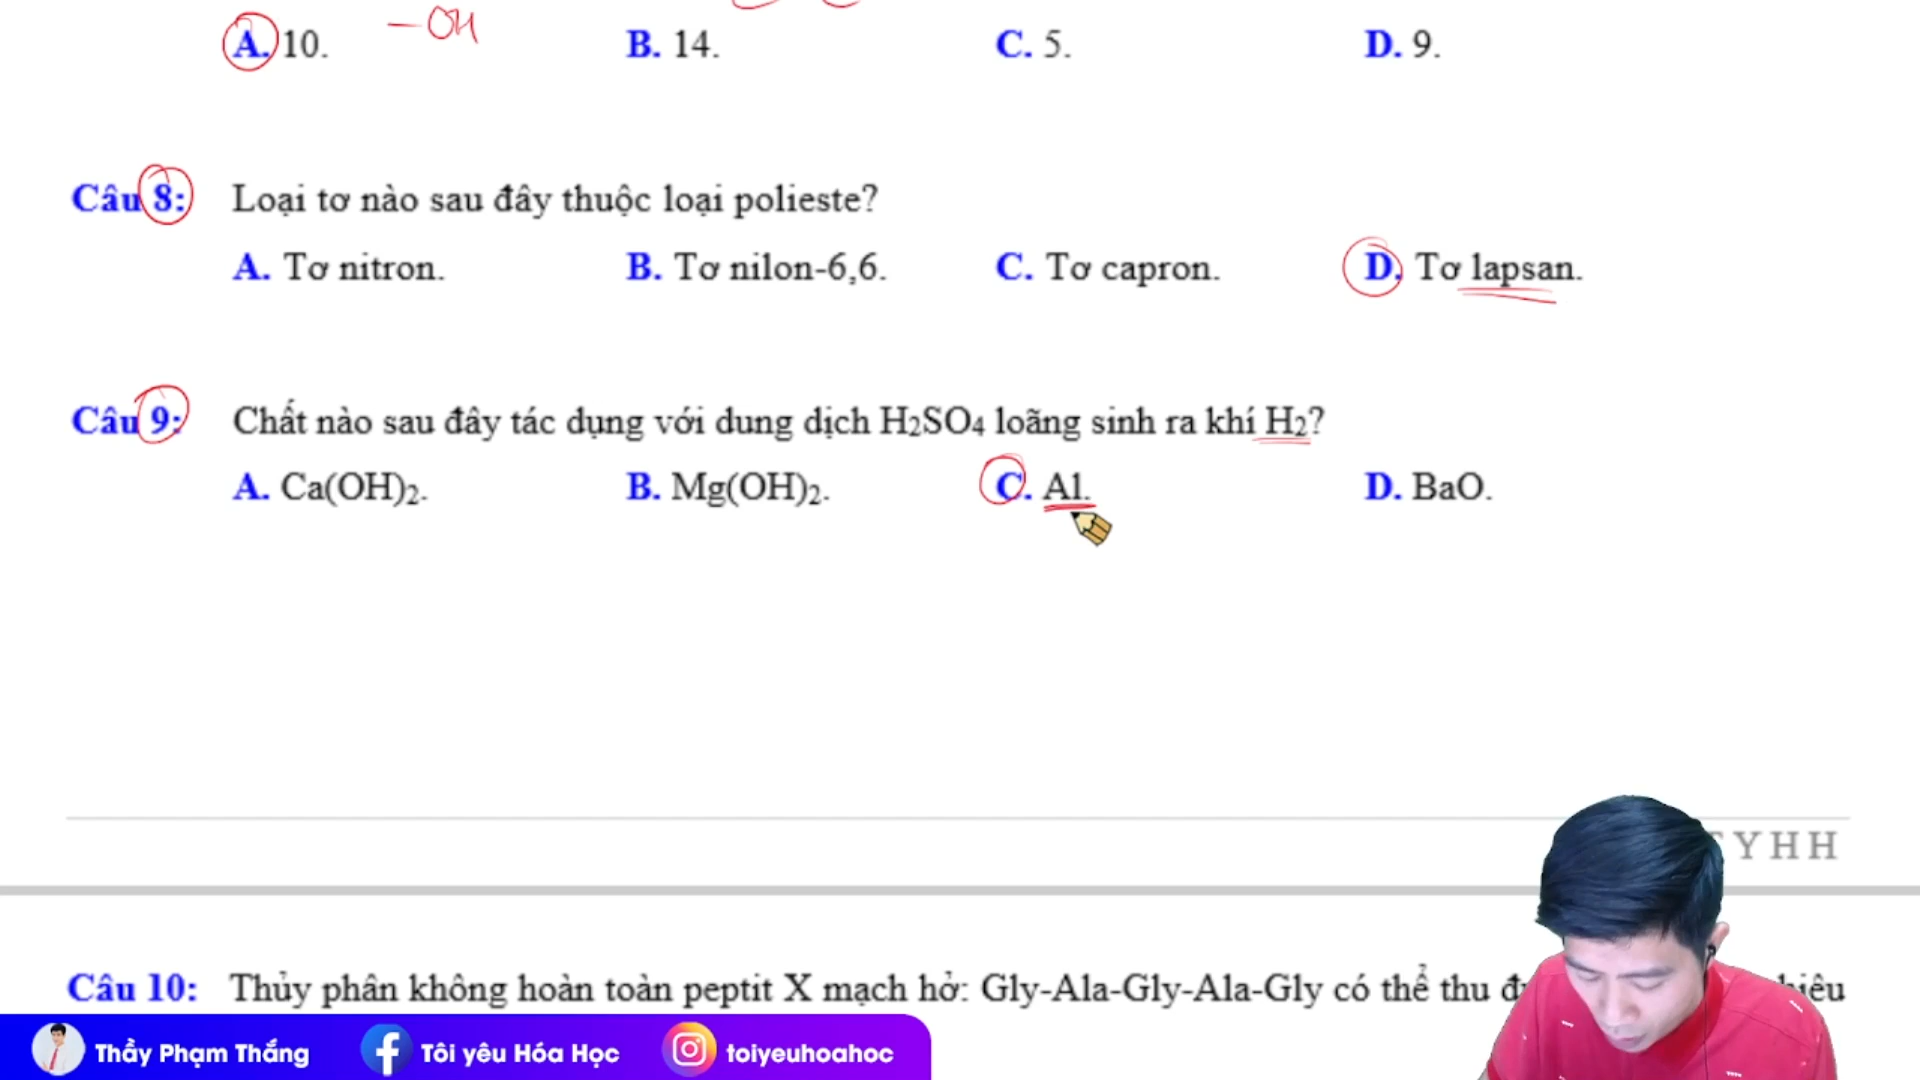 A. 10. –OH B. 14. C. 5. D. 9.
Câu 8: Loại tơ nào sau đây thuộc loại polieste?
A. Tơ nitron. B. Tơ nilon-6,6. C. Tơ capron. D. Tơ lapsan.
Câu 9: Chất nào sau đây tác dụng với dung dịch H2SO4 loãng sinh ra khí H2?
A. Ca(OH)2. B. Mg(OH)2. C. Al. D. BaO.
YHH
Câu 10: Thủy phân không hoàn toàn peptit X mạch hở: Gly-Ala-Gly-Ala-Gly có thể thu
Thầy Phạm Thắng Tôi yêu Hóa Học toiyeuhoahoc